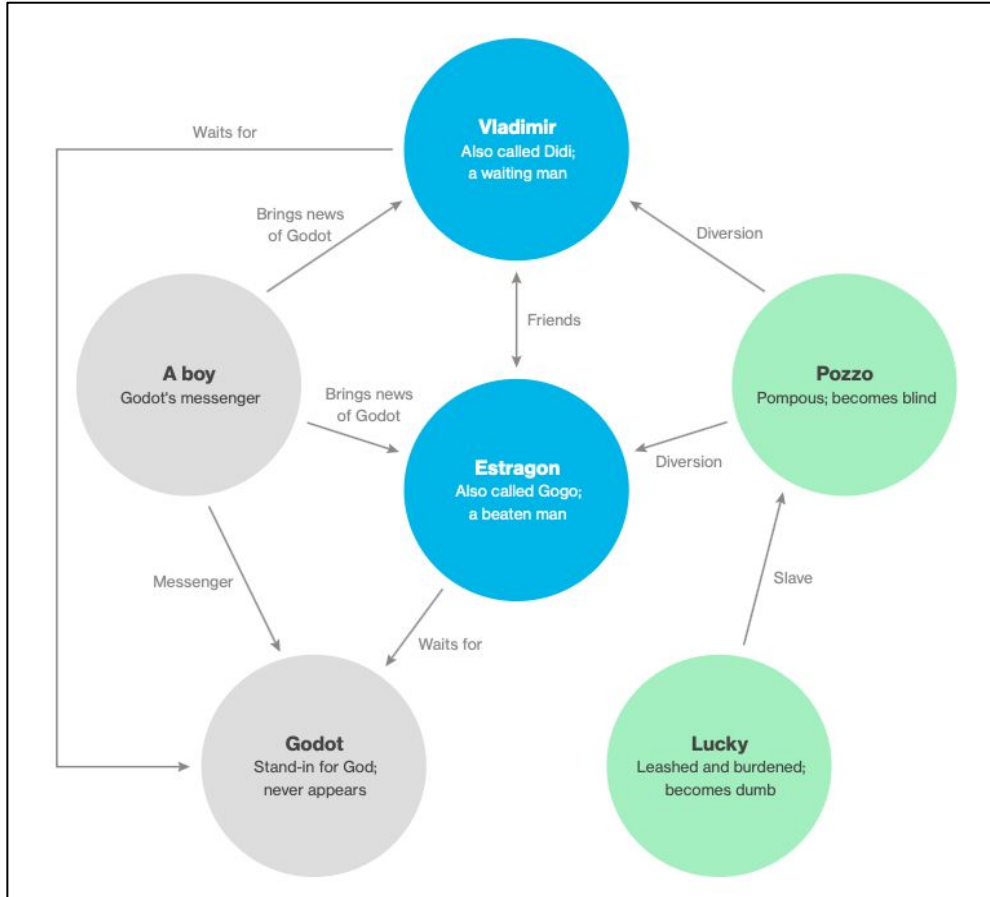 Waits for
Vladimir
Also called Didi;
a waiting man
Brings news
of Godot
Diversion
Friends
A boy
Godot's messenger
Pozzo
Pompous; becomes blind
Brings news
of Godot
Diversion
Estragon
Also called Gogo;
a beaten man
Messenger
Slave
Waits for
Godot
Stand-in for God;
never appears
Lucky
Leashed and burdened;
becomes dumb